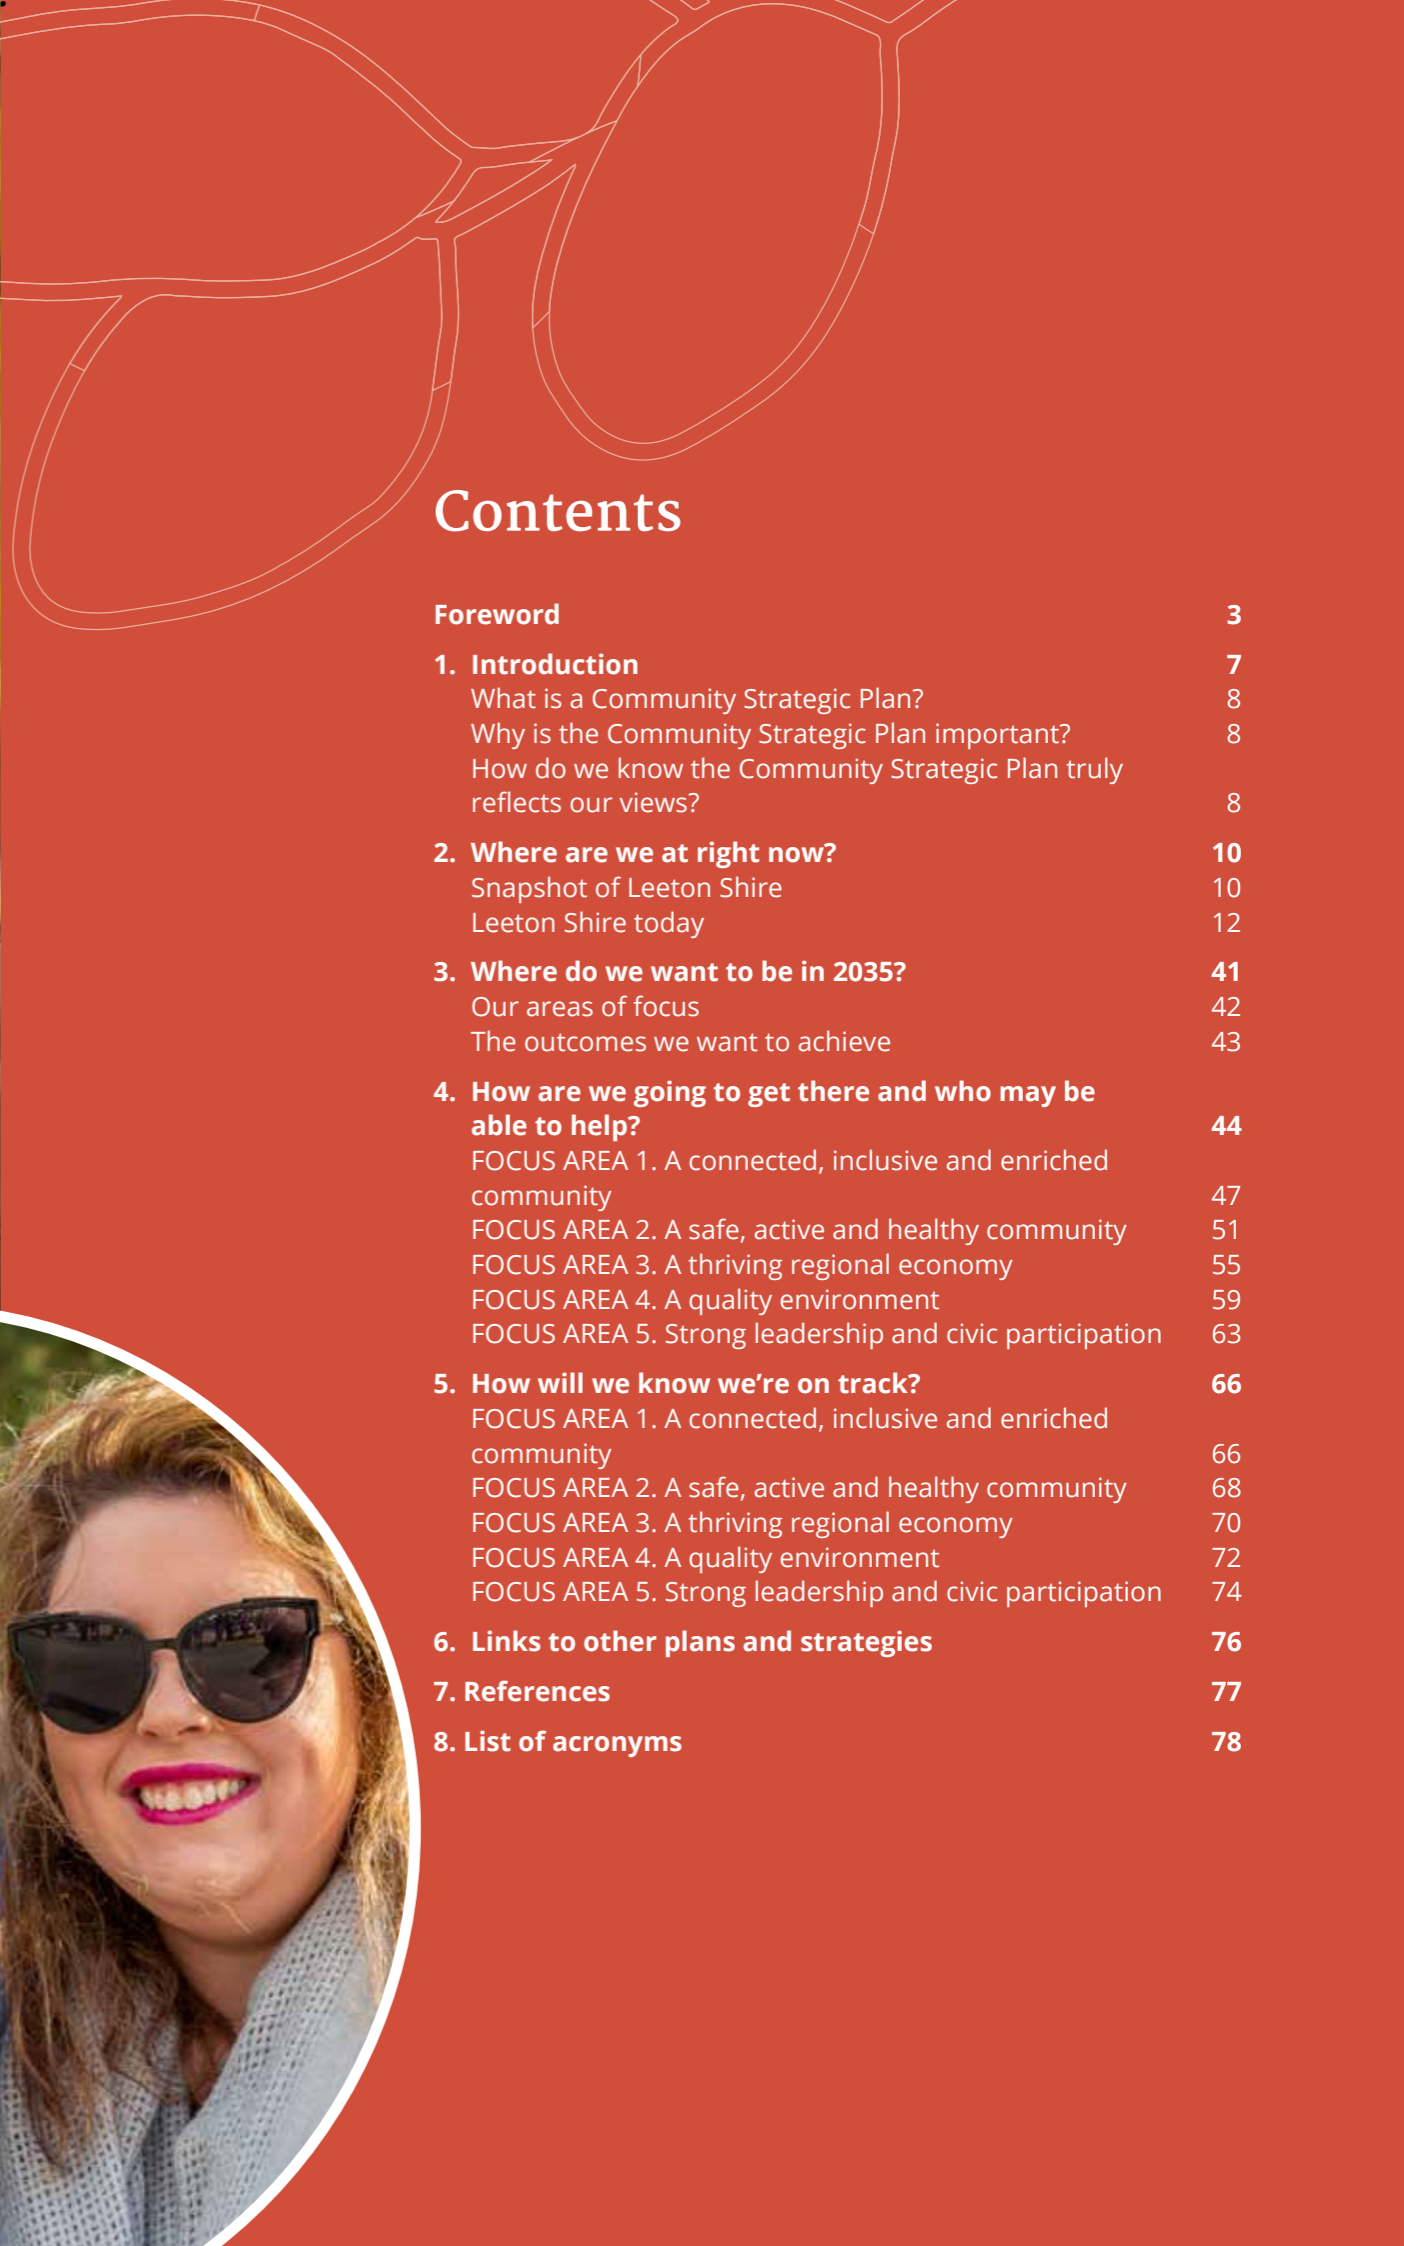 Contents
Foreword 3
1. Introduction 7
What is a Community Strategic Plan? 8
Why is the Community Strategic Plan important? 8
How do we know the Community Strategic Plan truly
reflects our views? 8
2. Where are we at right now? 10
Snapshot of Leeton Shire 10
Leeton Shire today 12
3. Where do we want to be in 2035? 41
Our areas of focus 42
The outcomes we want to achieve 43
4. How are we going to get there and who may be
able to help? 44
FOCUS AREA 1. A connected, inclusive and enriched
community 47
FOCUS AREA 2. A safe, active and healthy community 51
FOCUS AREA 3. A thriving regional economy 55
FOCUS AREA 4. A quality environment 59
FOCUS AREA 5. Strong leadership and civic participation 63
5. How will we know we’re on track? 66
FOCUS AREA 1. A connected, inclusive and enriched
community 66
FOCUS AREA 2. A safe, active and healthy community 68
FOCUS AREA 3. A thriving regional economy 70
FOCUS AREA 4. A quality environment 72
FOCUS AREA 5. Strong leadership and civic participation 74
6. Links to other plans and strategies 76
7. References 77
8. List of acronyms 78